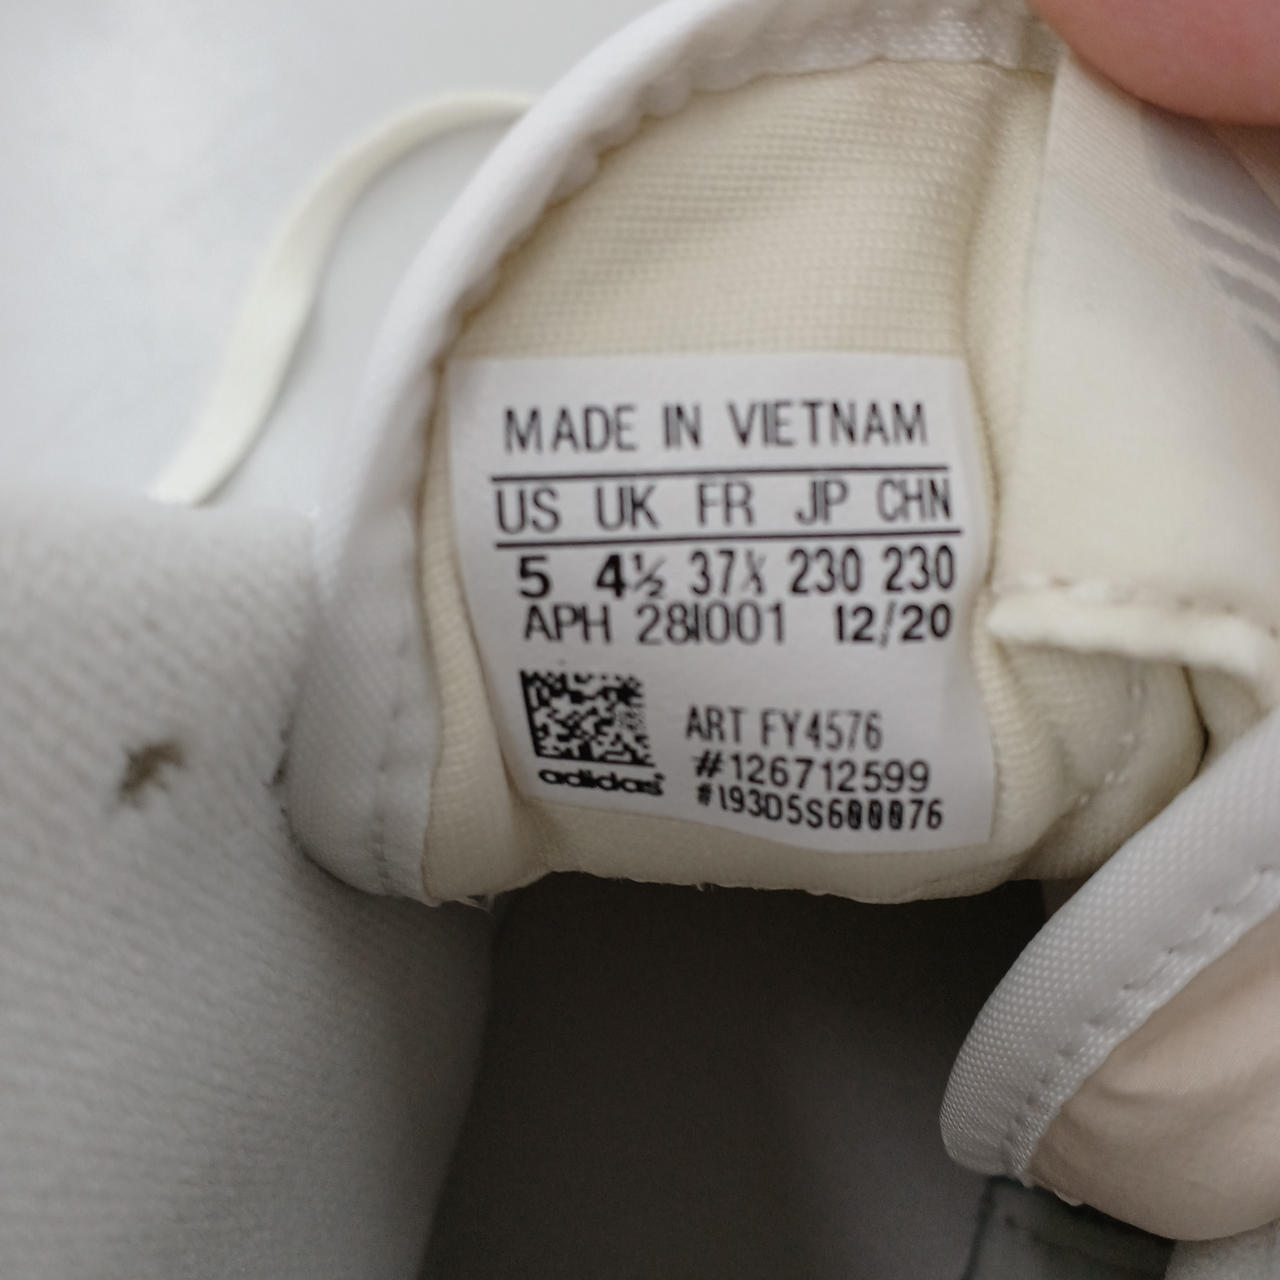 MADE IN VIETNAM
US UK FR JP CHN
5 4½ 37⅓ 230 230
APH 28I001 12/20
ART FY4576
#126712599
adidas
#I93D5S600076